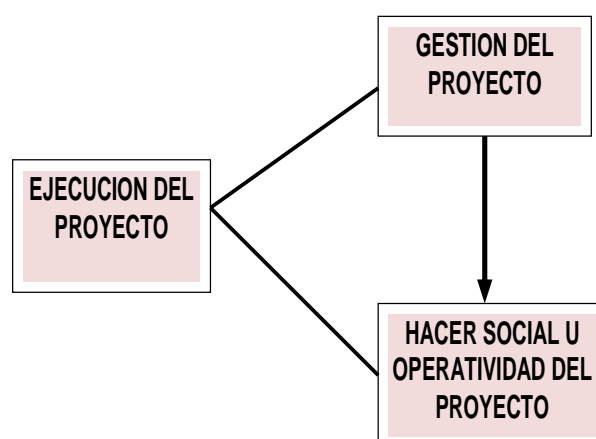 GESTION DEL
PROYECTO
EJECUCION DEL
PROYECTO
HACER SOCIAL U
OPERATIVIDAD DEL
PROYECTO